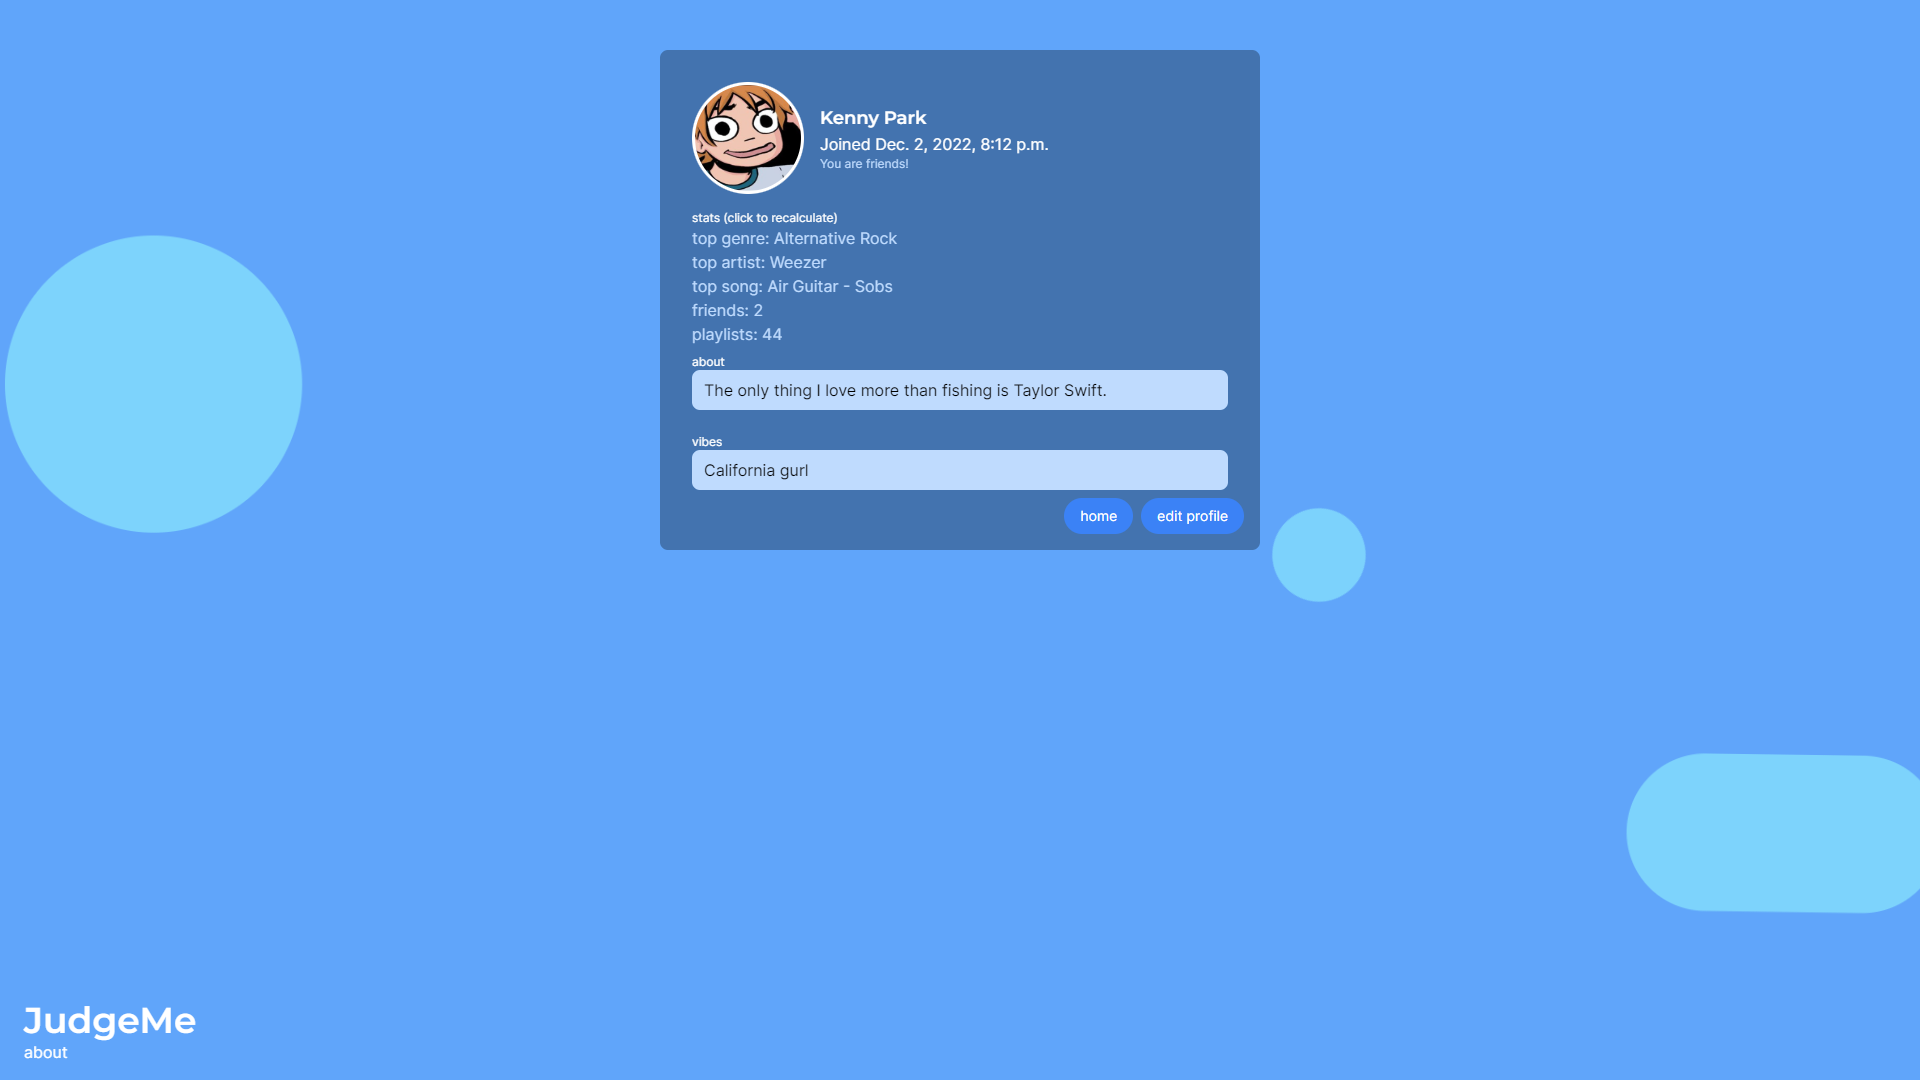 Kenny Park
Joined Dec. 2, 2022, 8:12 p.m.
You are friends!
stats (click to recalculate)
top genre: Alternative Rock
top artist: Weezer
top song: Air Guitar - Sobs
friends: 2
playlists: 44
about
The only thing I love more than fishing is Taylor Swift.
vibes
California gurl
home
edit profile
JudgeMe
about